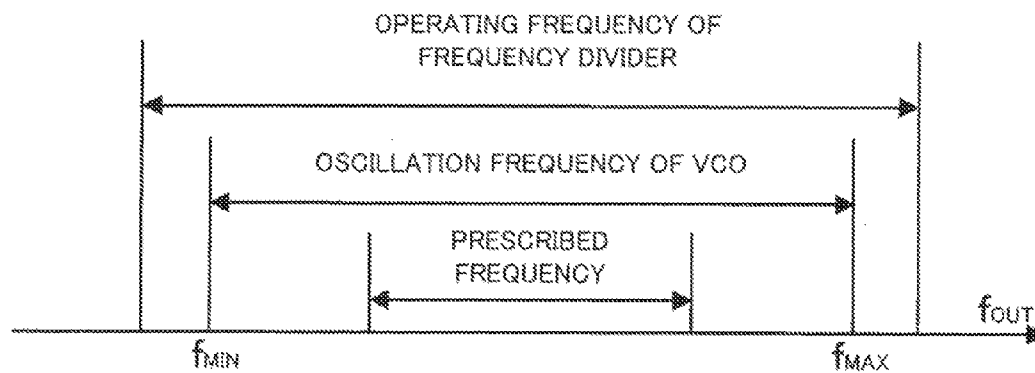 OPERATING FREQUENCY OF
FREQUENCY DIVIDER
OSCILLATION FREQUENCY OF VCO
PRESCRIBED
FREQUENCY
fOUT
fMIN
fMAX